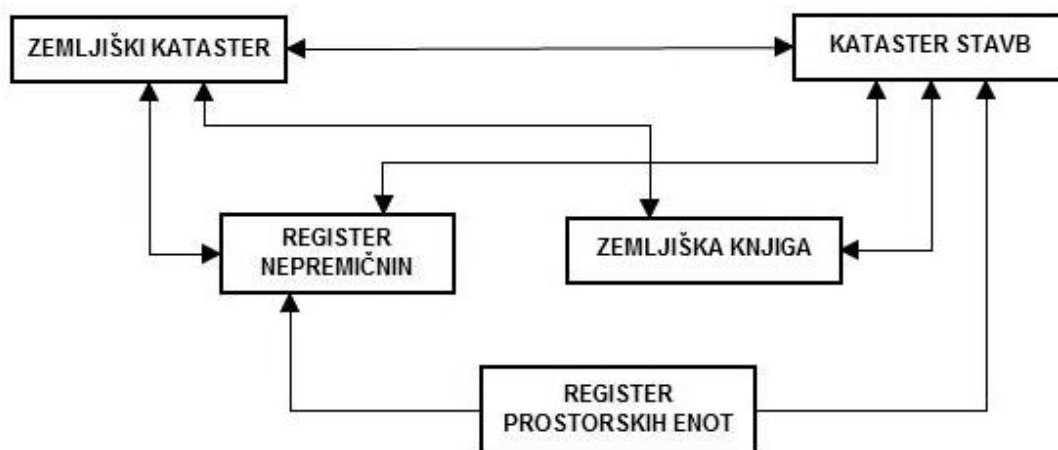 ZEMLJIŠKI KATASTER
KATASTER STAVB
REGISTER
NEPREMIČNIN
ZEMLJIŠKA KNJIGA
REGISTER
PROSTORSKIH ENOT